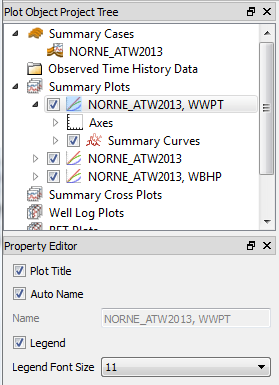 Plot Object Project Tree
Summary Cases
NORNE_ATW2013
Observed Time History Data
Summary Plots
NORNE_ATW2013, WWPT
Axes
Summary Curves
NORNE_ATW2013
NORNE_ATW2013, WBHP
Summary Cross Plots
Well Log Plots
RFT Plots
Property Editor
Plot Title
Auto Name
Name NORNE_ATW2013, WWPT
Legend
Legend Font Size 11